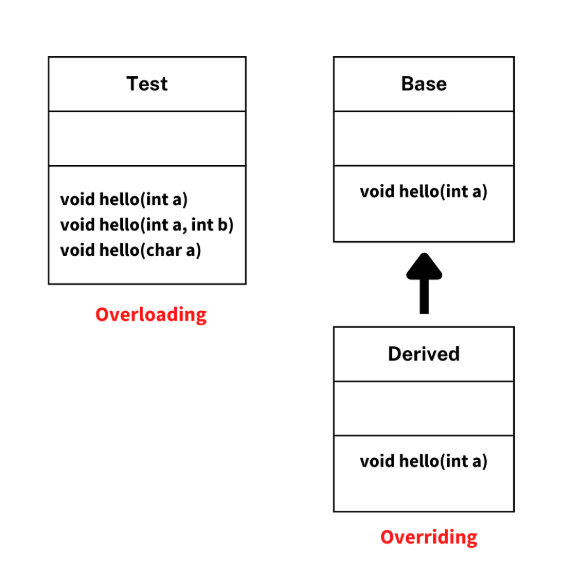 Test
void hello(int a)
void hello(int a, int b)
void hello(char a)
Overloading
Base
void hello(int a)
Derived
void hello(int a)
Overriding